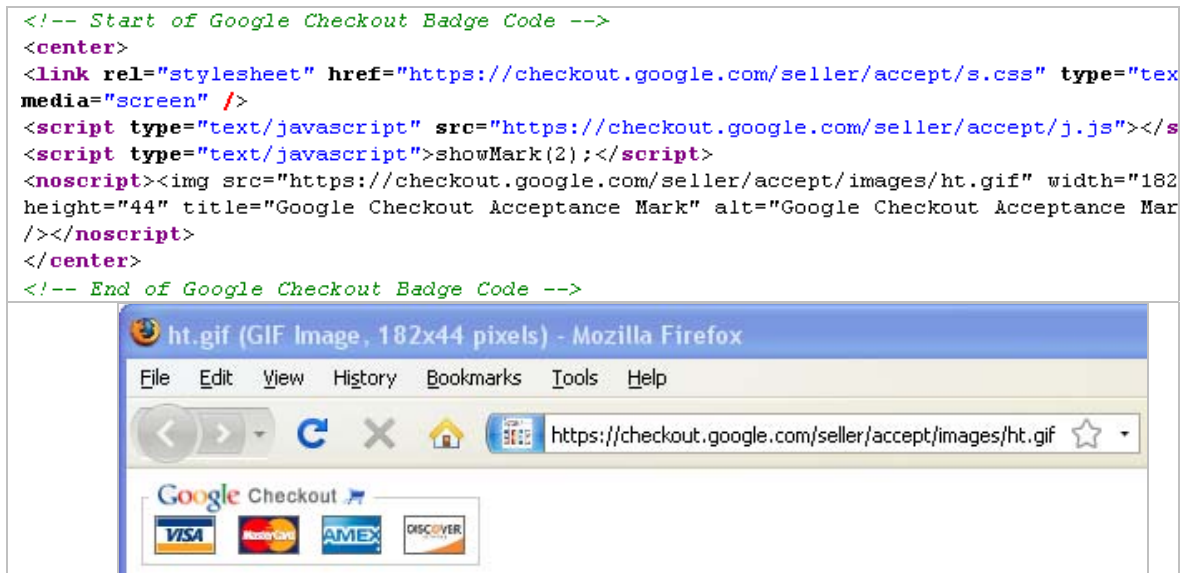 <!-- Start of Google Checkout Badge Code -->
<center>
<link rel="stylesheet" href="https://checkout.google.com/seller/accept/s.css" type="tex
media="screen" />
<script type="text/javascript" src="https://checkout.google.com/seller/accept/j.js"></s
<script type="text/javascript">showMark(2);</script>
<noscript><img src="https://checkout.google.com/seller/accept/images/ht.gif" width="182
height="44" title="Google Checkout Acceptance Mark" alt="Google Checkout Acceptance Mar
/></noscript>
</center>
<!-- End of Google Checkout Badge Code -->
ht.gif (GIF Image, 182x44 pixels) - Mozilla Firefox
File Edit View History Bookmarks Tools Help
https://checkout.google.com/seller/accept/images/ht.gif
Google Checkout
VISA MasterCard AMEX DISCOVER